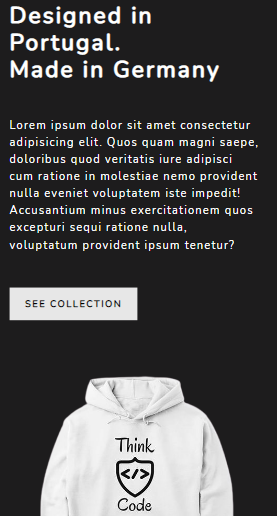 Designed in
Portugal.
Made in Germany
Lorem ipsum dolor sit amet consectetur
adipisicing elit. Quos quam magni saepe,
doloribus quod veritatis iure adipisci
cum ratione in molestiae nemo provident
nulla eveniet voluptatem iste impedit!
Accusantium minus exercitationem quos
excepturi sequi ratione nulla,
voluptatum provident ipsum tenetur?
SEE COLLECTION
Think
</>
Code